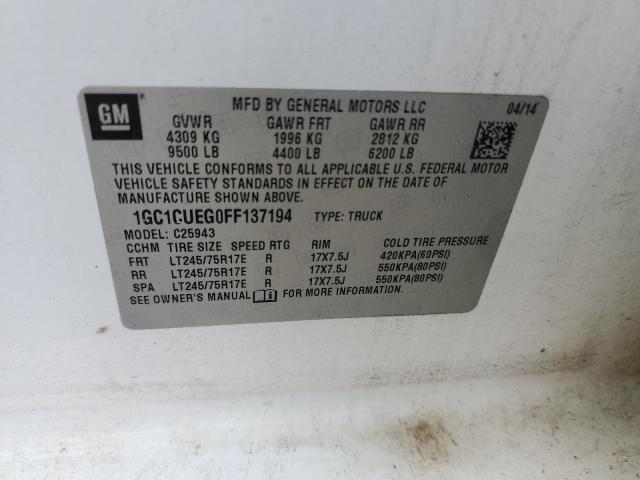 GM
®
MFD BY GENERAL MOTORS LLC 04/14
GVWR GAWR FRT GAWR RR
4309 KG 1996 KG 2812 KG
9500 LB 4400 LB 6200 LB
THIS VEHICLE CONFORMS TO ALL APPLICABLE U.S. FEDERAL MOTOR
VEHICLE SAFETY STANDARDS IN EFFECT ON THE DATE OF
MANUFACTURE SHOWN ABOVE.
1GC1CUEG0FF137194 TYPE: TRUCK
MODEL: C25943
CCHM TIRE SIZE SPEED RTG RIM COLD TIRE PRESSURE
FRT LT245/75R17E R 17X7.5J 420KPA(60PSI)
RR LT245/75R17E R 17X7.5J 550KPA(80PSI)
SPA LT245/75R17E R 17X7.5J 550KPA(80PSI)
SEE OWNER'S MANUAL FOR MORE INFORMATION.